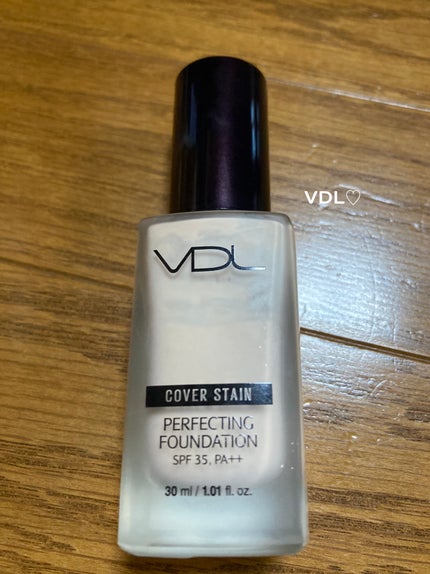 VDL♡
VDL
COVER STAIN
PERFECTING
FOUNDATION
SPF 35, PA++
30 ml / 1.01 fl. oz.